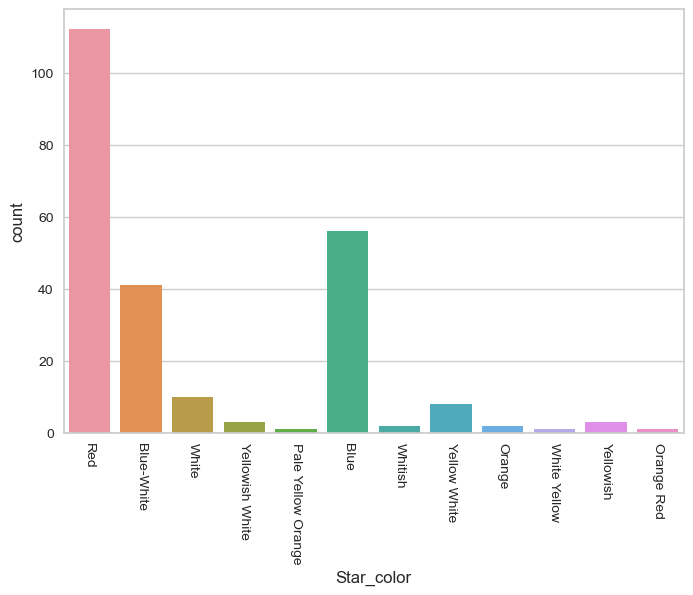 count
100
80
60
40
20
0
Red
Blue-White
White
Yellowish White
Pale Yellow Orange
Blue
Whitish
Yellow White
Orange
White Yellow
Yellowish
Orange Red
Star_color